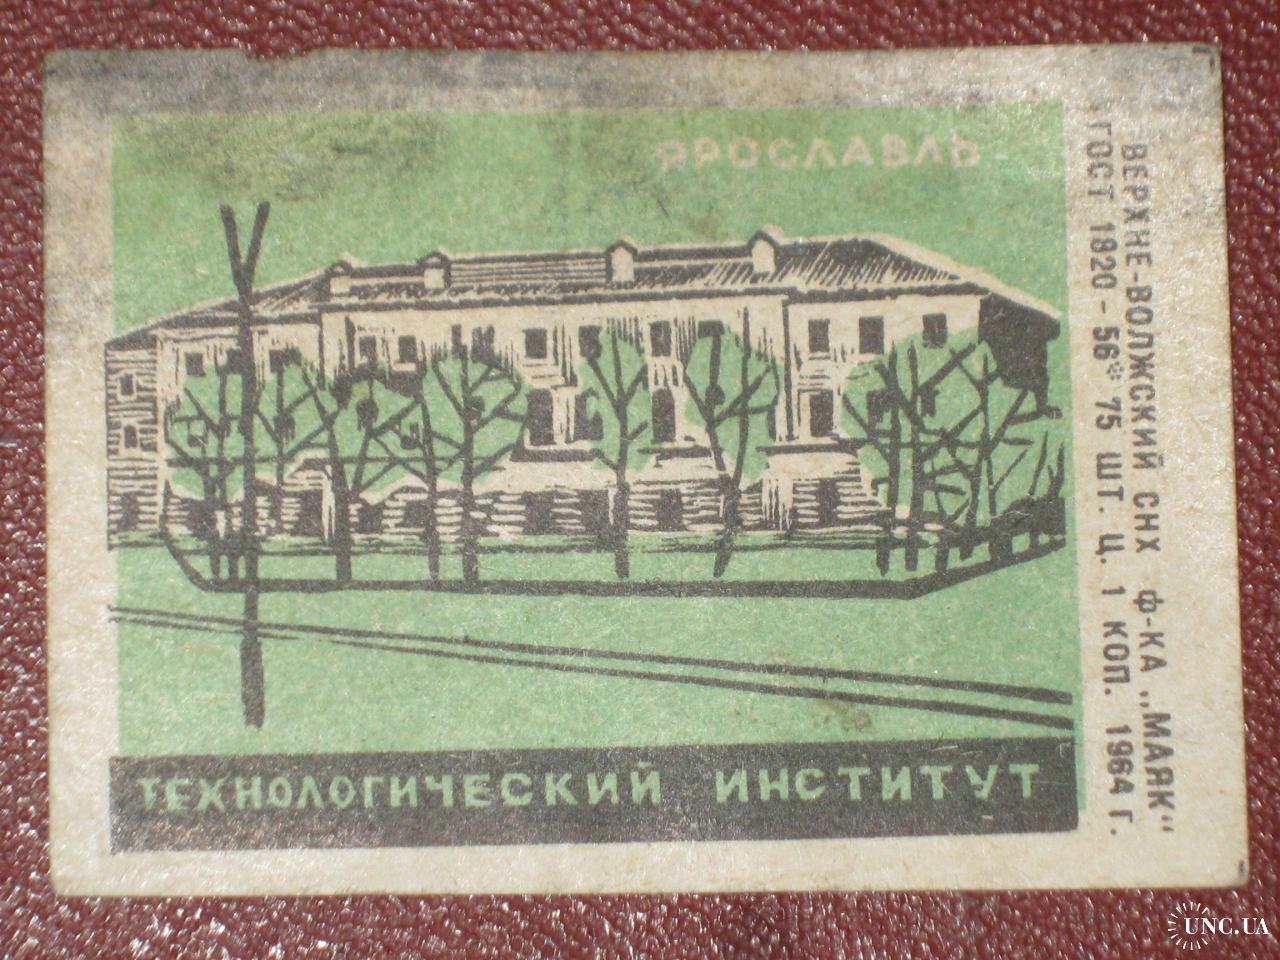 ЯРОСЛАВЛЬ
ТЕХНОЛОГИЧЕСКИЙ ИНСТИТУТ
ВЕРХНЕ-ВОЛЖСКИЙ СНХ Ф-КА „МАЯК“
ГОСТ 1820-56* 75 ШТ. Ц. 1 КОП. 1964 Г.
UNC.UA